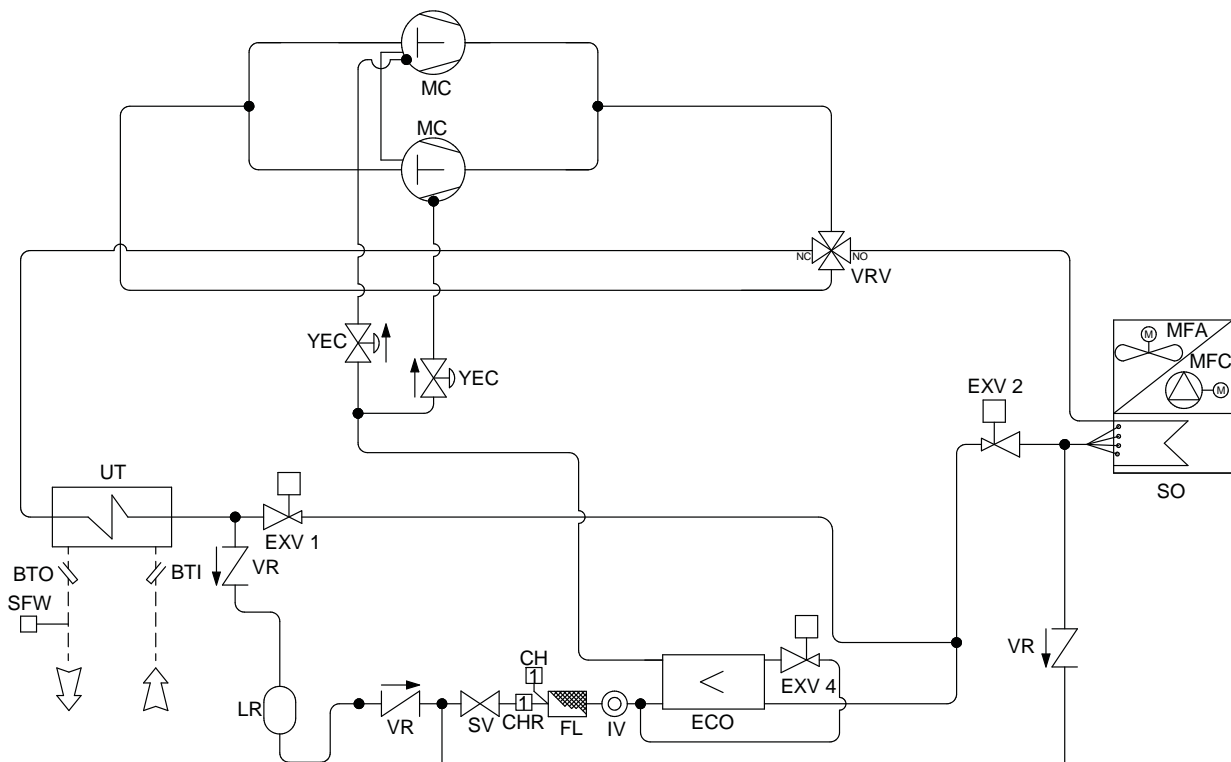 MC
MC
NC
NO
VRV
M
MFA
MFC
M
YEC
YEC
EXV 2
SO
UT
EXV 1
VR
BTO
BTI
SFW
VR
CH
1
EXV 4
LR
VR
SV
1
CHR
FL
IV
ECO